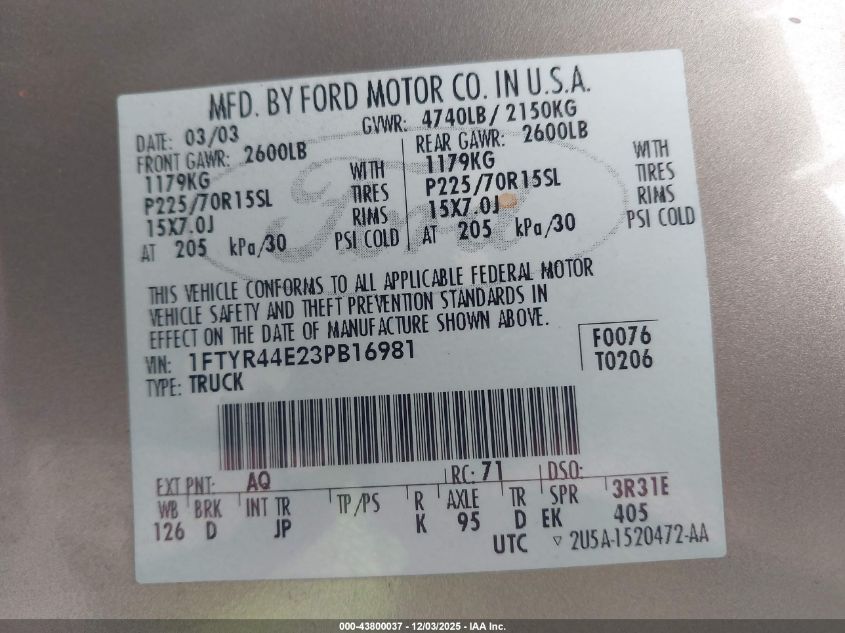 MFD. BY FORD MOTOR CO. IN U.S.A.
DATE: 03/03 GVWR: 4740LB / 2150KG
FRONT GAWR: 2600LB
1179KG WITH
P225/70R15SL TIRES
15X7.0J RIMS
AT 205 kPa/30 PSI COLD
REAR GAWR: 2600LB
1179KG WITH
P225/70R15SL TIRES
15X7.0J RIMS
AT 205 kPa/30 PSI COLD
Ford
THIS VEHICLE CONFORMS TO ALL APPLICABLE FEDERAL MOTOR
VEHICLE SAFETY AND THEFT PREVENTION STANDARDS IN
EFFECT ON THE DATE OF MANUFACTURE SHOWN ABOVE.
VIN: 1FTYR44E23PB16981 F0076
TYPE: TRUCK T0206
EXT PNT: AQ RC: 71 DSO:
WB BRK INT TR TP/PS R AXLE TR SPR 3R31E
126 D JP K 95 D EK 405
UTC ▽ 2U5A-1520472-AA
000-43800037 - 12/03/2025 - IAA Inc.